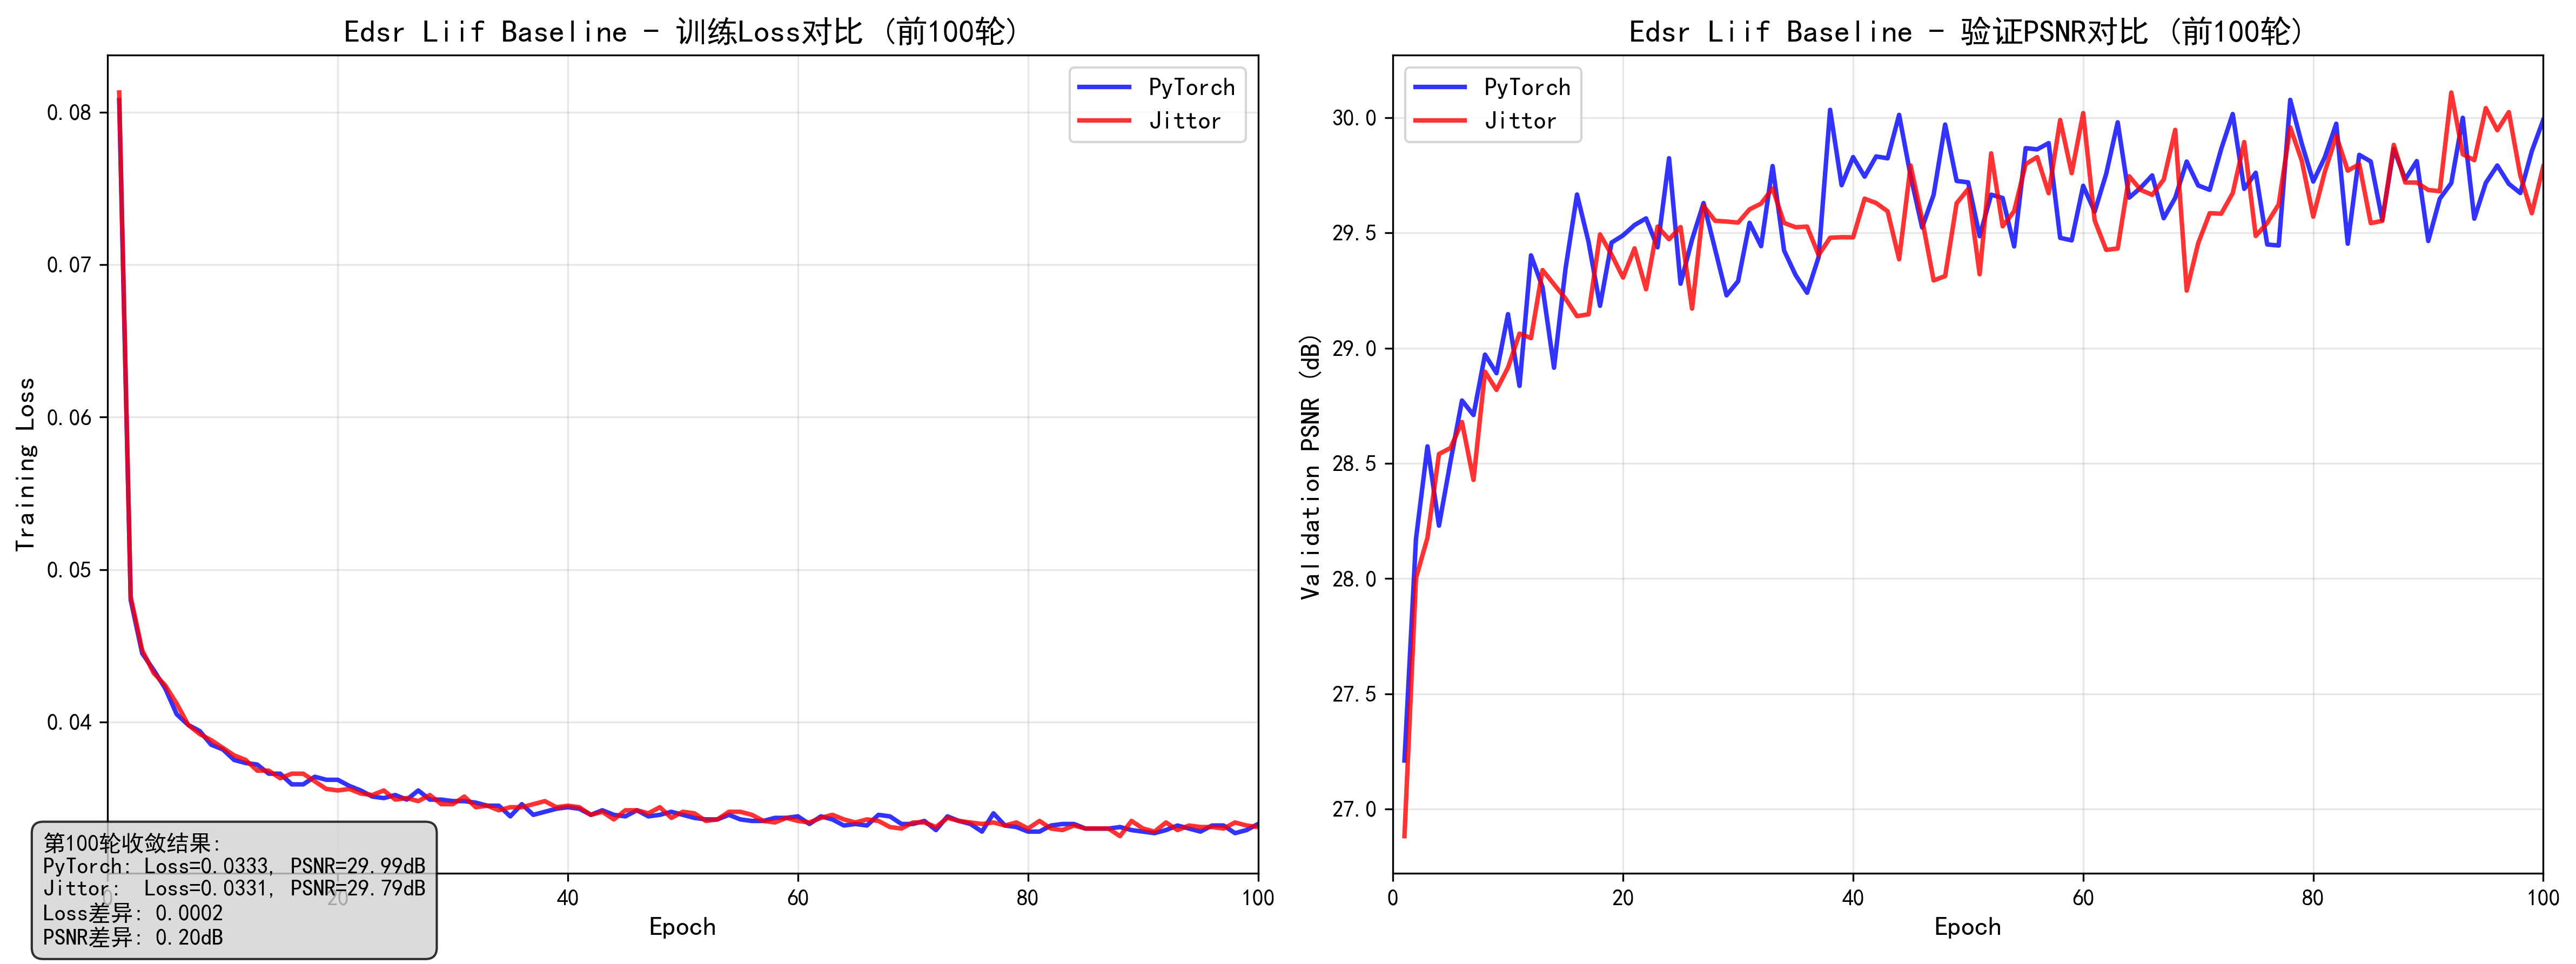 Edsr Liif Baseline - 训练Loss对比 (前100轮)
PyTorch
Jittor
0.08
0.07
0.06
0.05
0.04
Training Loss
0
20
40
60
80
100
Epoch
第100轮收敛结果:
PyTorch: Loss=0.0333, PSNR=29.99dB
Jittor:  Loss=0.0331, PSNR=29.79dB
Loss差异: 0.0002
PSNR差异: 0.20dB
Edsr Liif Baseline - 验证PSNR对比 (前100轮)
PyTorch
Jittor
30.0
29.5
29.0
28.5
28.0
27.5
27.0
Validation PSNR (dB)
0
20
40
60
80
100
Epoch